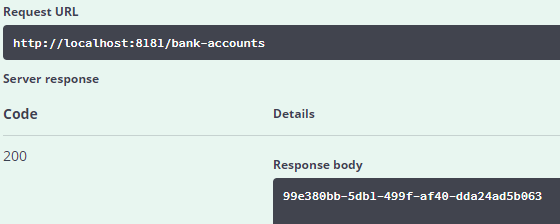 Request URL
http://localhost:8181/bank-accounts
Server response
Code
Details
200
Response body
99e380bb-5db1-499f-af40-dda24ad5b063